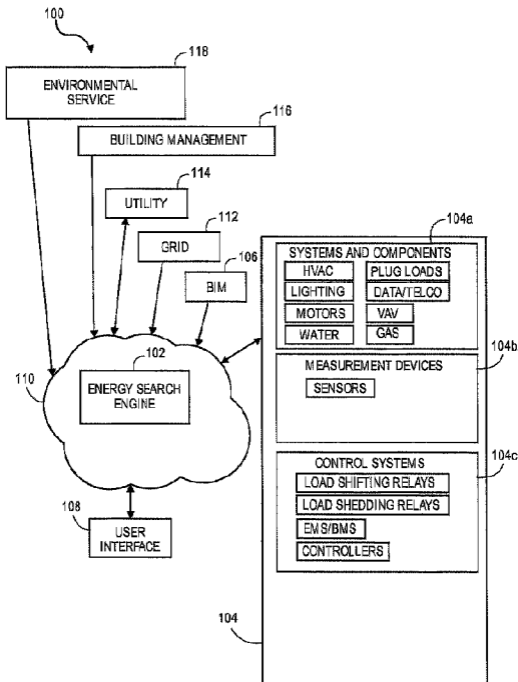 100
118
ENVIRONMENTAL
SERVICE
116
BUILDING MANAGEMENT
114
UTILITY
112
GRID
106
BIM
110
102
ENERGY SEARCH
ENGINE
108
USER
INTERFACE
104a
SYSTEMS AND COMPONENTS
HVAC PLUG LOADS
LIGHTING DATA/TELCO
MOTORS VAV
WATER GAS
104b
MEASUREMENT DEVICES
SENSORS
104c
CONTROL SYSTEMS
LOAD SHIFTING RELAYS
LOAD SHEDDING RELAYS
EMS/BMS
CONTROLLERS
104